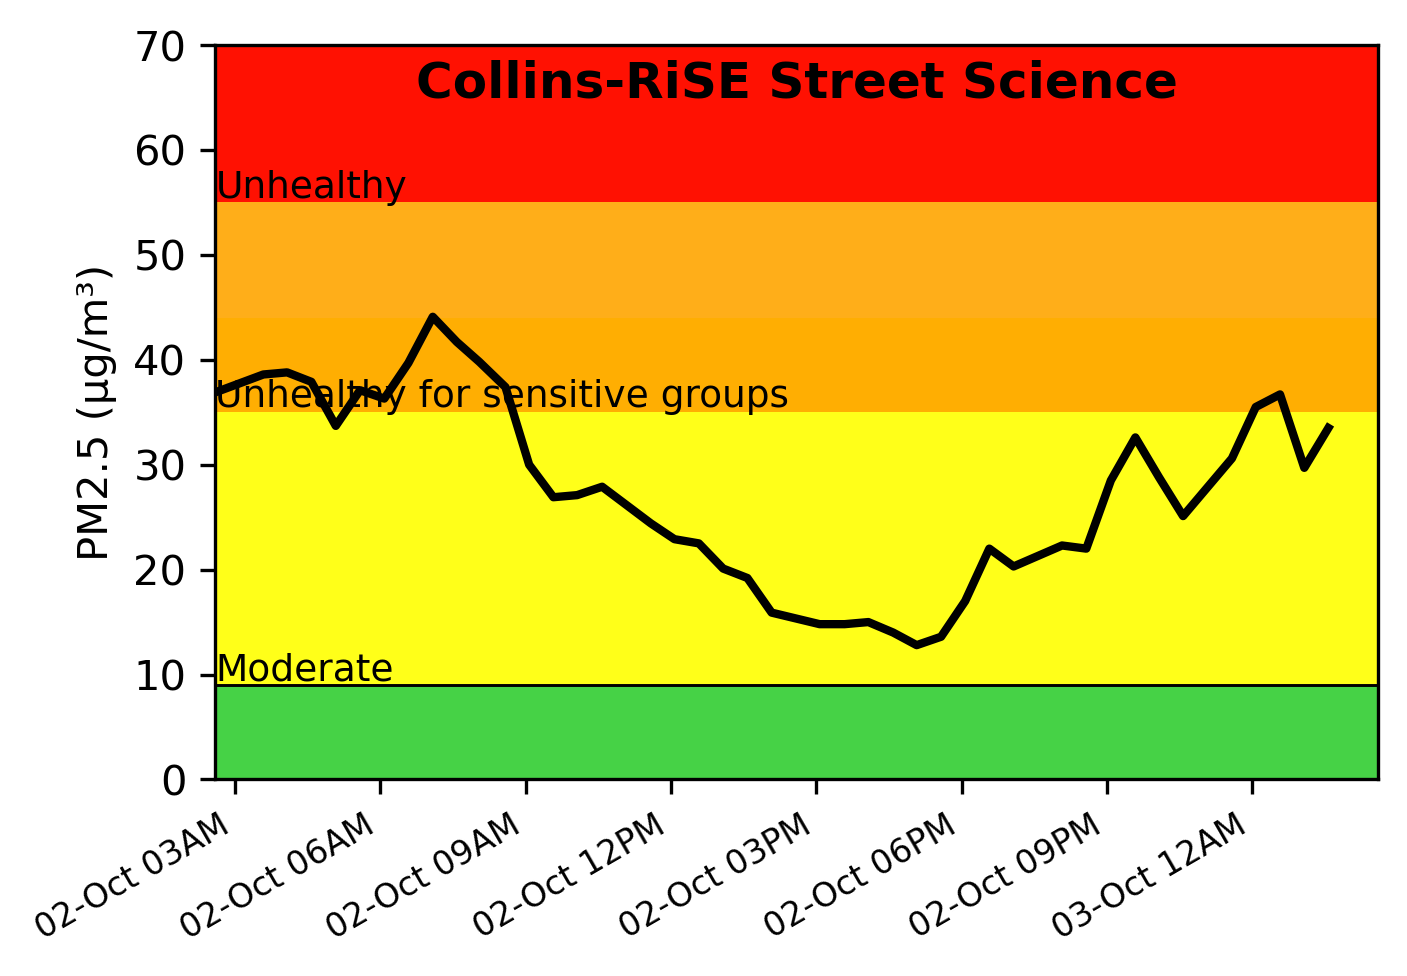 Collins-RiSE Street Science
70
60
50
40
30
20
10
0
PM2.5 (µg/m³)
Unhealthy
Unhealthy for sensitive groups
Moderate
02-Oct 03AM
02-Oct 06AM
02-Oct 09AM
02-Oct 12PM
02-Oct 03PM
02-Oct 06PM
02-Oct 09PM
03-Oct 12AM